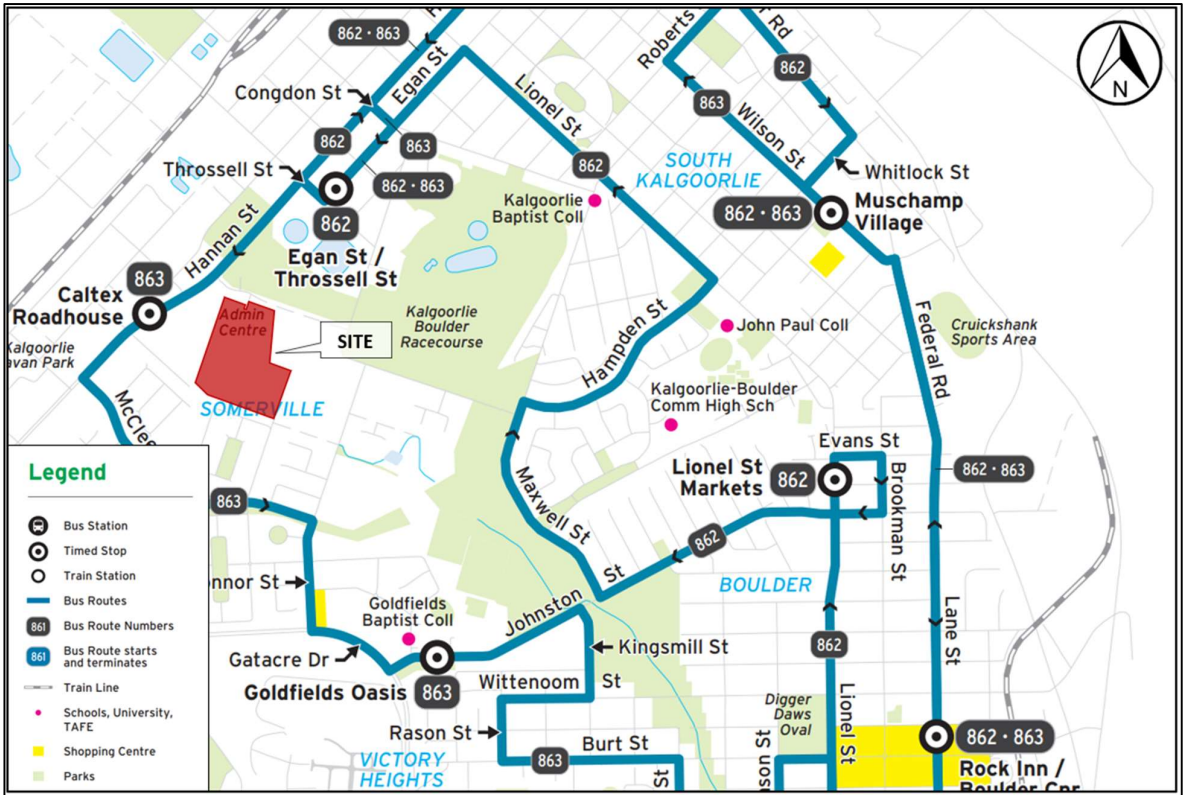 862 · 863
Egan St
Congdon St
862
863
Throssell St
862 · 863
862
Egan St /
Throssell St
Hannan St
863
Caltex
Roadhouse
Kalgoorlie
Admin
Centre
SITE
Kalgoorlie
Boulder
Racecourse
SOMERVILLE
Lionel St
862
Kalgoorlie
Baptist Coll
SOUTH
KALGOORLIE
Roberts
Rd
862
863
Wilson St
Whitlock St
862 · 863
Muschamp
Village
N
John Paul Coll
Hampden St
Kalgoorlie-Boulder
Comm High Sch
Federal Rd
Cruickshank
Sports Area
Evans St
Lionel St
Markets
862
Brookman St
862 · 863
Maxwell St
862
BOULDER
Johnston St
Lane St
863
Goldfields
Baptist Coll
Gatacre Dr
Goldfields Oasis
863
Kingsmill St
Wittenoom St
Rason St
Burt St
863
VICTORY
HEIGHTS
St
862
Lionel St
Digger
Daws
Oval
862 · 863
Rock Inn /
Boulder Cnr
Legend
Bus Station
Timed Stop
Train Station
Bus Routes
861
Bus Route Numbers
861
Bus Route starts
and terminates
Train Line
Schools, University,
TAFE
Shopping Centre
Parks